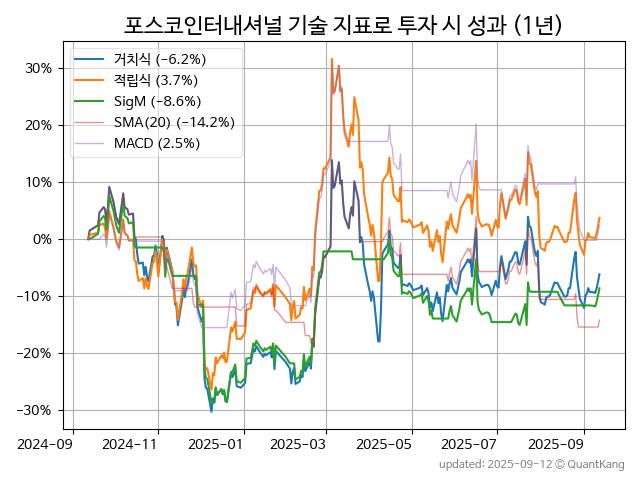 포스코인터내셔널 기술 지표로 투자 시 성과 (1년)
거치식 (−6.2%)
적립식 (3.7%)
SigM (−8.6%)
SMA(20) (−14.2%)
MACD (2.5%)
30%
20%
10%
0%
−10%
−20%
−30%
2024-09 2024-11 2025-01 2025-03 2025-05 2025-07 2025-09
updated: 2025-09-12 © QuantKang